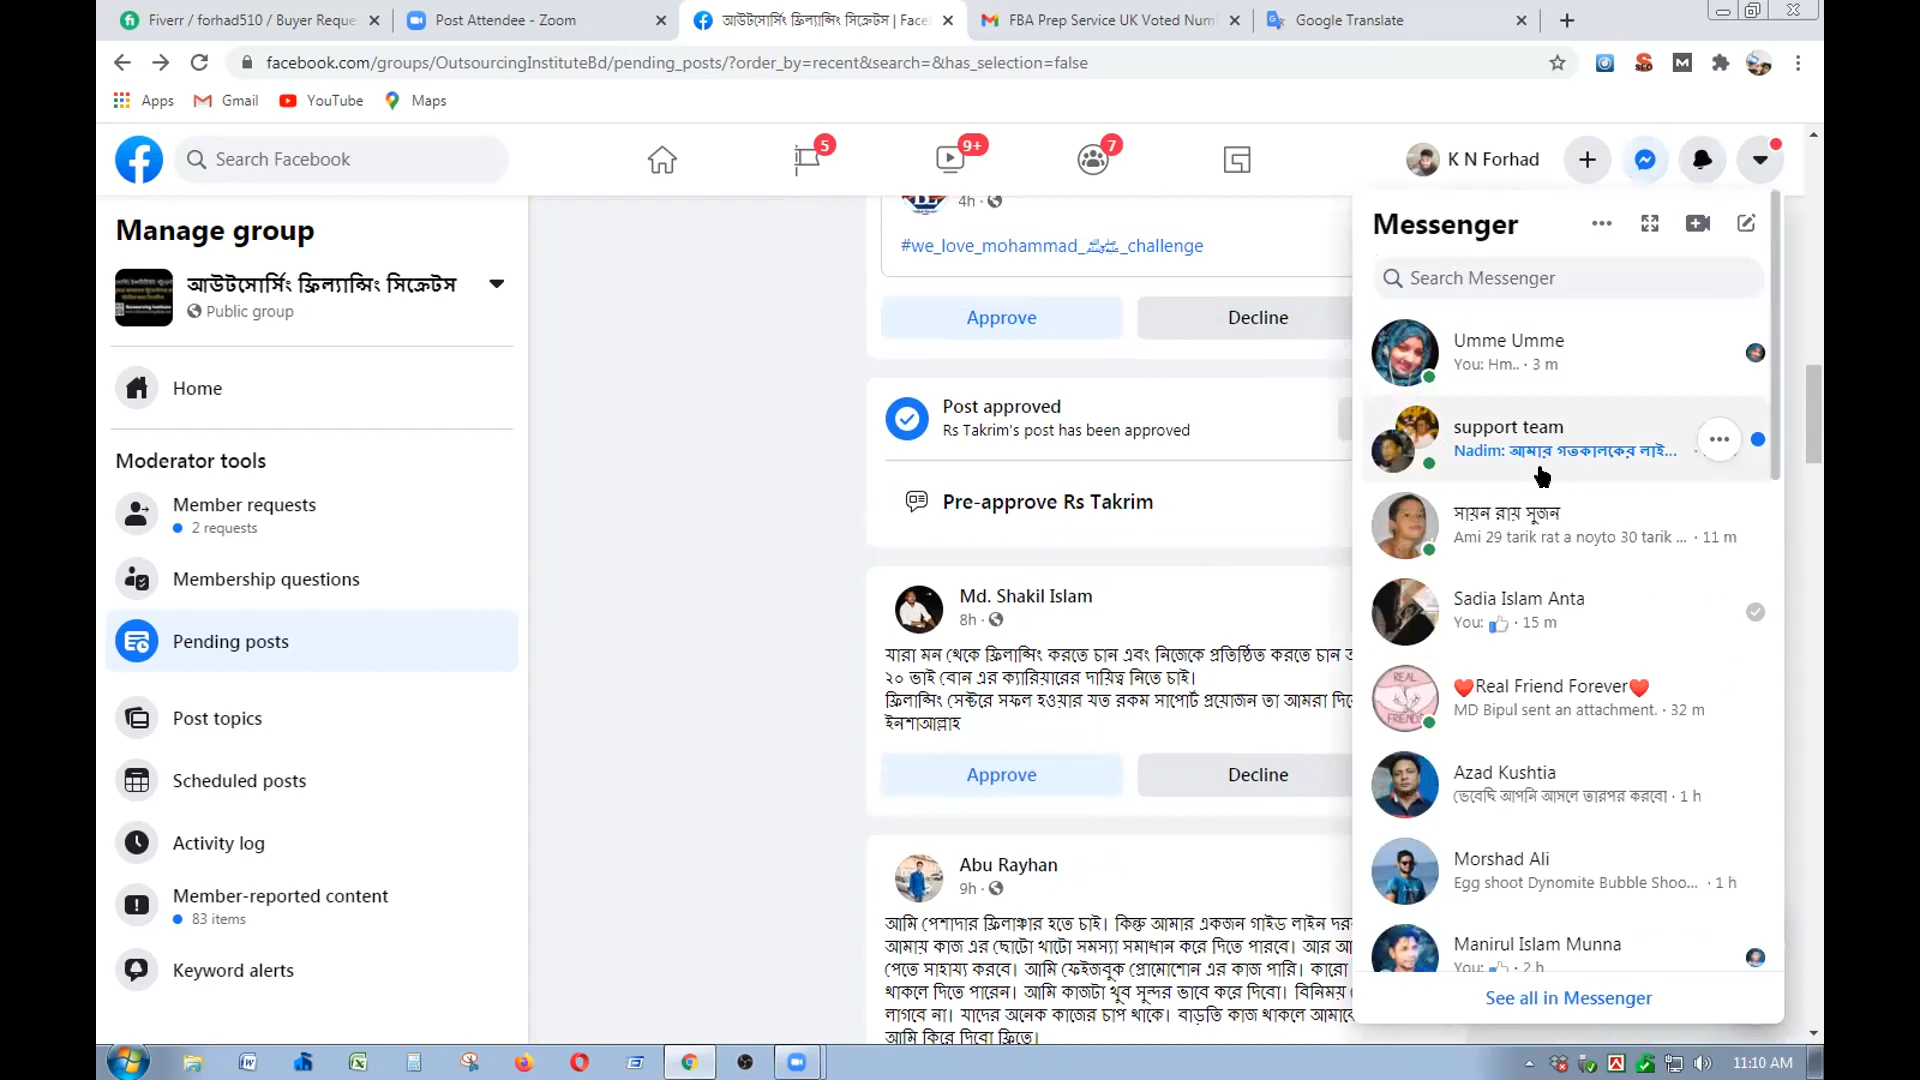 Fiverr / forhad510 / Buyer Reque
Post Attendee - Zoom
আউটসোর্সিং ফ্রিল্যান্সিং সিক্রেটস | Face
FBA Prep Service UK Voted Num
Google Translate
facebook.com/groups/OutsourcingInstituteBd/pending_posts/?order_by=recent&search=&has_selection=false
Apps
Gmail
YouTube
Maps
Search Facebook
5
9+
7
K N Forhad
Manage group
আউটসোর্সিং ফ্রিল্যান্সিং সিক্রেটস
Public group
Home
Moderator tools
Member requests
2 requests
Membership questions
Pending posts
Post topics
Scheduled posts
Activity log
Member-reported content
83 items
Keyword alerts
4h ·
#we_love_mohammad_ﷺ_challenge
Approve
Decline
Post approved
Rs Takrim's post has been approved
Pre-approve Rs Takrim
Md. Shakil Islam
8h ·
যারা মন থেকে ফ্রিলান্সিং করতে চান এবং নিজেকে প্রতিষ্ঠিত করতে চান
২০ ভাই বোন এর ক্যারিয়ারের দায়িত্ব নিতে চাই।
ফ্রিলান্সিং সেক্টরে সফল হওয়ার যত রকম সাপোর্ট প্রয়োজন তা আমরা
ইনশাআল্লাহ
Approve
Decline
Abu Rayhan
9h ·
আমি পেশাদার ফ্রিলাঞ্চার হতে চাই। কিন্তু আমার একজন গাইড লাইন
আমায় কাজ এর ছোটো খাটো সমস্যা সমাধান করে দিতে পারবে। আর
পেতে সাহায্য করবে। আমি ফেইজবুক প্রোমোশোন এর কাজ পারি। কারো
থাকলে দিতে পারেন। আমি কাজটা খুব সুন্দর ভাবে করে দিবো। বিনিময়
লাগবে না। যাদের অনেক কাজের চাপ থাকে। বাড়তি কাজ থাকলে
আমি কিরে দিবো ফ্রিতে।
Messenger
Search Messenger
Umme Umme
You: Hm.. · 3 m
support team
Nadim: আমার গতকালকের লাই...
সায়ন রায় সুজন
Ami 29 tarik rat a noyto 30 tarik ... · 11 m
Sadia Islam Anta
You: · 15 m
REAL
FRIENDS
Real Friend Forever
MD Bipul sent an attachment. · 32 m
Azad Kushtia
ভেবেছি আপনি আসলে তারপর করবো · 1 h
Morshad Ali
Egg shoot Dynomite Bubble Shoo... · 1 h
Manirul Islam Munna
You: · 2 h
See all in Messenger
11:10 AM